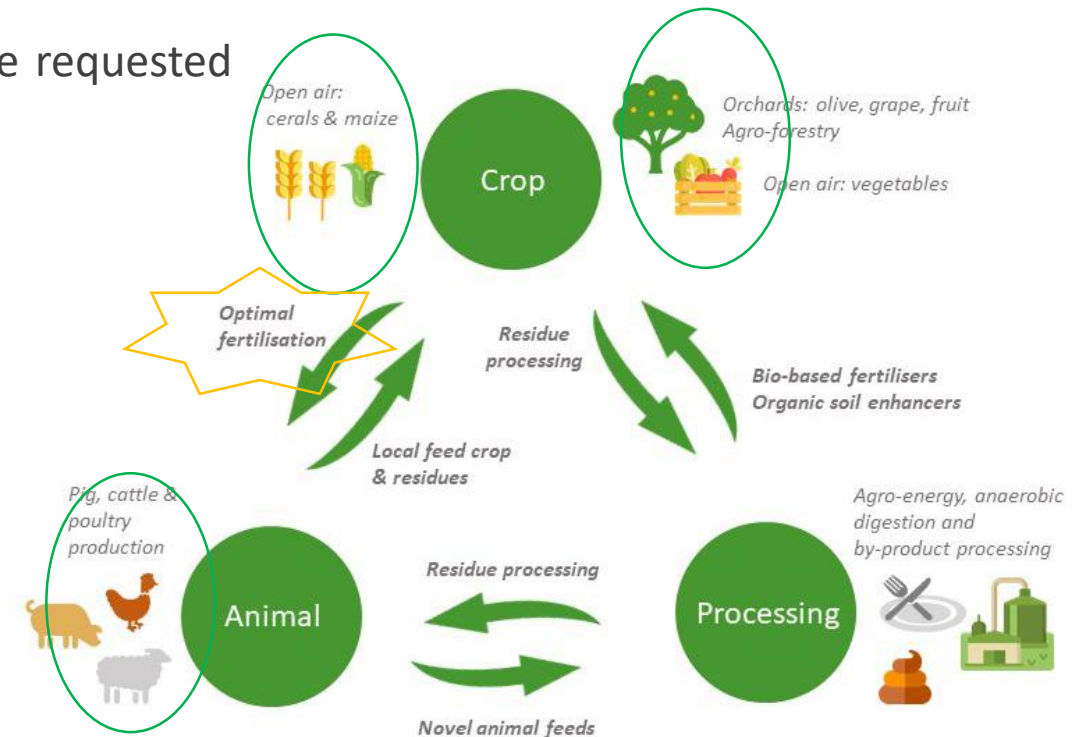 e requested
Open air:
cerals & maize
Crop
Orchards: olive, grape, fruit
Agro-forestry
Open air: vegetables
Optimal
fertilisation
Residue
processing
Bio-based fertilisers
Organic soil enhancers
Local feed crop
& residues
Pig, cattle &
poultry
production
Animal
Residue processing
Novel animal feeds
Processing
Agro-energy, anaerobic
digestion and
by-product processing